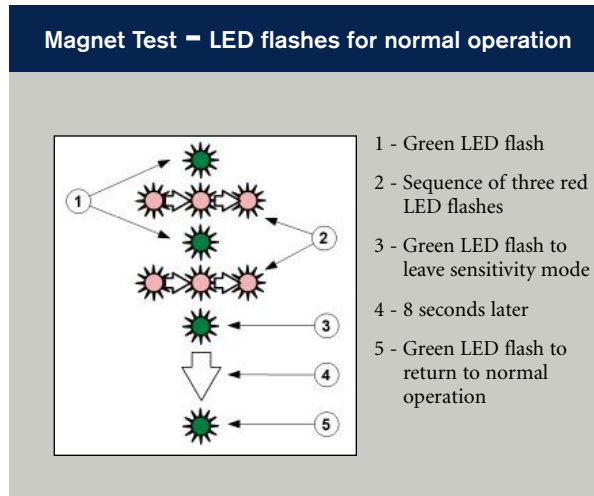 Magnet Test – LED flashes for normal operation
1
2
3
4
5
1 - Green LED flash
2 - Sequence of three red
LED flashes
3 - Green LED flash to
leave sensitivity mode
4 - 8 seconds later
5 - Green LED flash to
return to normal
operation